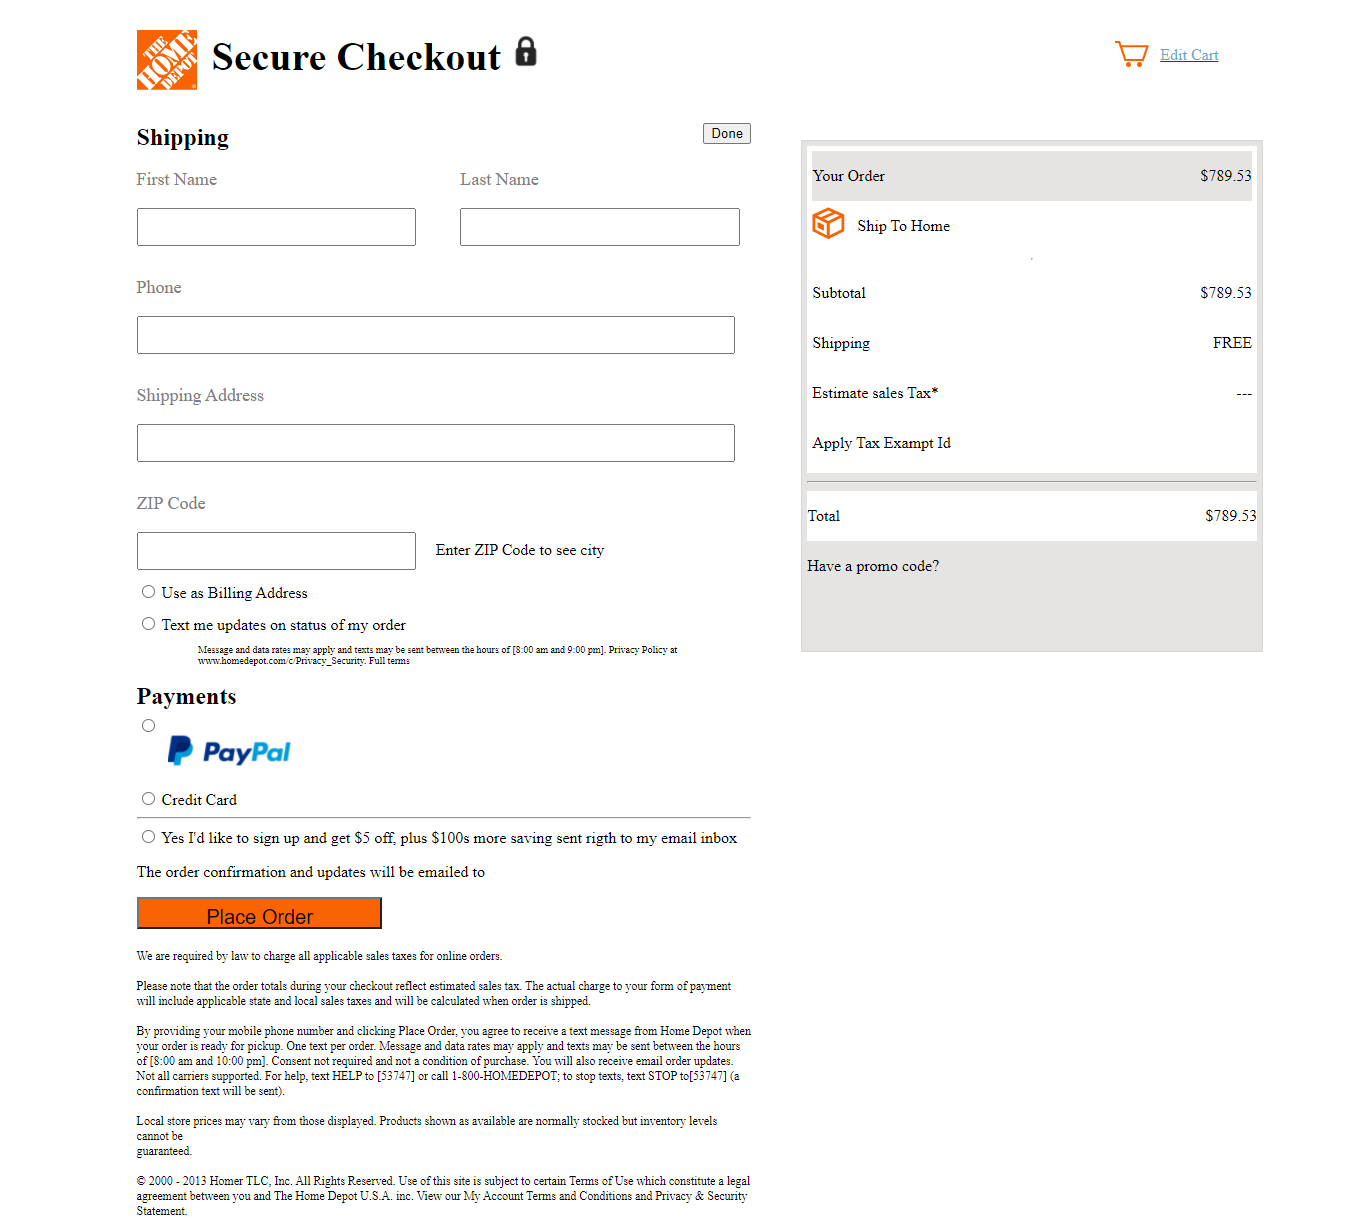 THE HOME DEPOT
Secure Checkout
Edit Cart
Shipping
Done
First Name
Last Name
Phone
Shipping Address
ZIP Code
Enter ZIP Code to see city
Use as Billing Address
Text me updates on status of my order
Message and data rates may apply and texts may be sent between the hours of [8:00 am and 9:00 pm]. Privacy Policy at
www.homedepot.com/c/Privacy_Security. Full terms
Payments
PayPal
Credit Card
Yes I'd like to sign up and get $5 off, plus $100s more saving sent rigth to my email inbox
The order confirmation and updates will be emailed to
Place Order
We are required by law to charge all applicable sales taxes for online orders.
Please note that the order totals during your checkout reflect estimated sales tax. The actual charge to your form of payment
will include applicable state and local sales taxes and will be calculated when order is shipped.
By providing your mobile phone number and clicking Place Order, you agree to receive a text message from Home Depot when
your order is ready for pickup. One text per order. Message and data rates may apply and texts may be sent between the hours
of [8:00 am and 10:00 pm]. Consent not required and not a condition of purchase. You will also receive email order updates.
Not all carriers supported. For help, text HELP to [53747] or call 1-800-HOMEDEPOT; to stop texts, text STOP to[53747] (a
confirmation text will be sent).
Local store prices may vary from those displayed. Products shown as available are normally stocked but inventory levels
cannot be
guaranteed.
© 2000 - 2013 Homer TLC, Inc. All Rights Reserved. Use of this site is subject to certain Terms of Use which constitute a legal
agreement between you and The Home Depot U.S.A. inc. View our My Account Terms and Conditions and Privacy & Security
Statement.
Your Order $789.53
Ship To Home
Subtotal $789.53
Shipping FREE
Estimate sales Tax* ---
Apply Tax Exampt Id
Total $789.53
Have a promo code?